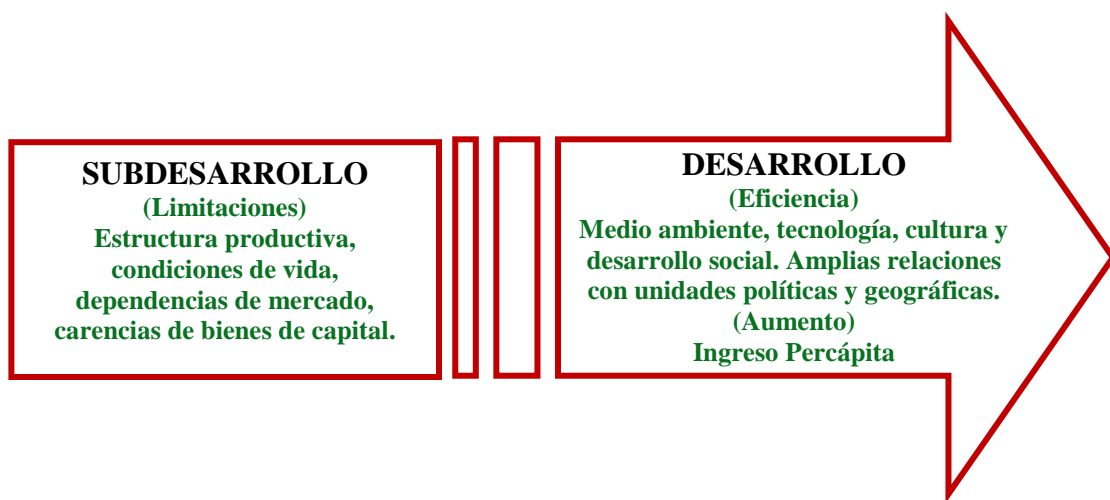 SUBDESARROLLO
(Limitaciones)
Estructura productiva,
condiciones de vida,
dependencias de mercado,
carencias de bienes de capital.
DESARROLLO
(Eficiencia)
Medio ambiente, tecnología, cultura y
desarrollo social. Amplias relaciones
con unidades políticas y geográficas.
(Aumento)
Ingreso Percápita